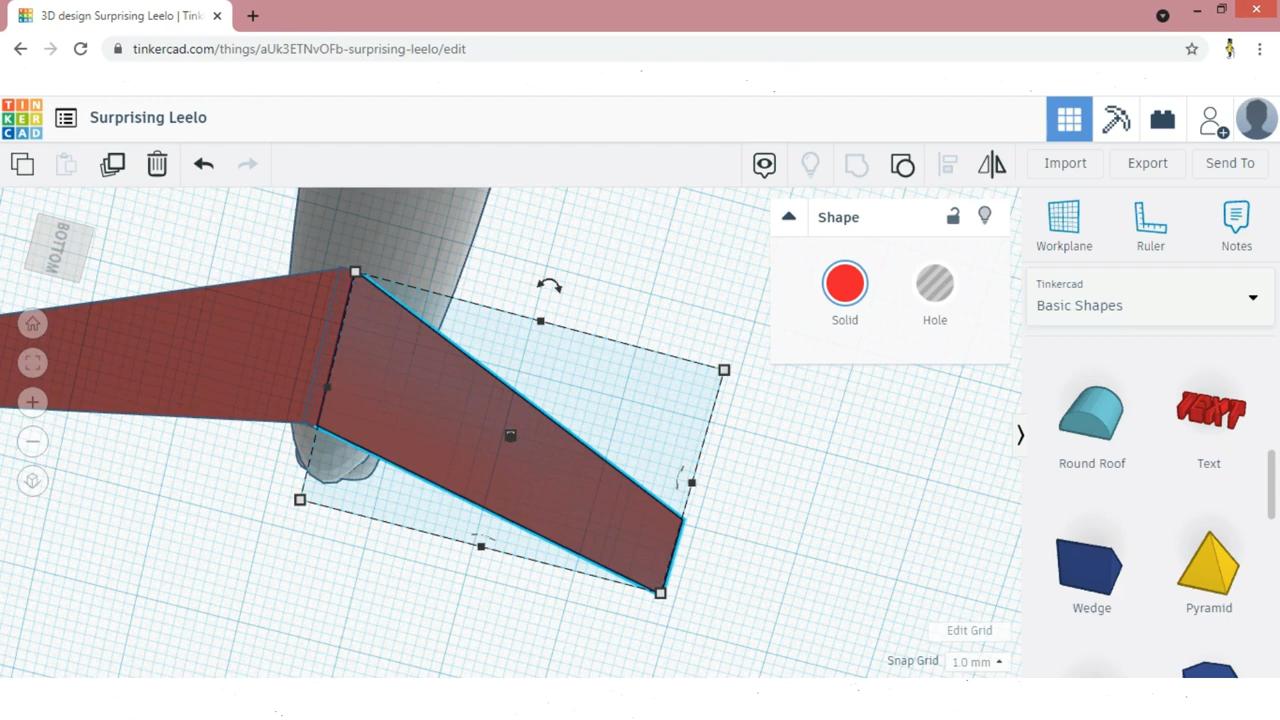 3D design Surprising Leelo | Tink
tinkercad.com/things/aUk3ETNvOFb-surprising-leelo/edit
TIN
KER
CAD
Surprising Leelo
Import
Export
Send To
BOTTOM
Shape
Solid
Hole
Workplane
Ruler
Notes
Tinkercad
Basic Shapes
TEXT
Round Roof
Text
Wedge
Pyramid
Edit Grid
Snap Grid
1.0 mm